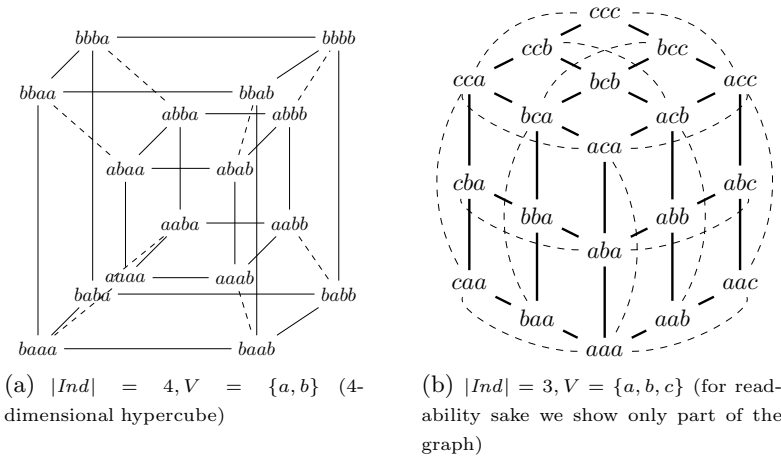 bbba bbbb
bbaa bbab
abba abbb
abaa abab
aaba aabb
aaaa aaab
baba babb
baaa baab
(a) |Ind| = 4, V = {a, b} (4-
dimensional hypercube)
ccc
ccb bcc
cca bcb acc
bca acb
aca
cba abc
bba abb
aba
caa aac
baa aab
aaa
(b) |Ind| = 3, V = {a, b, c} (for read-
ability sake we show only part of the
graph)